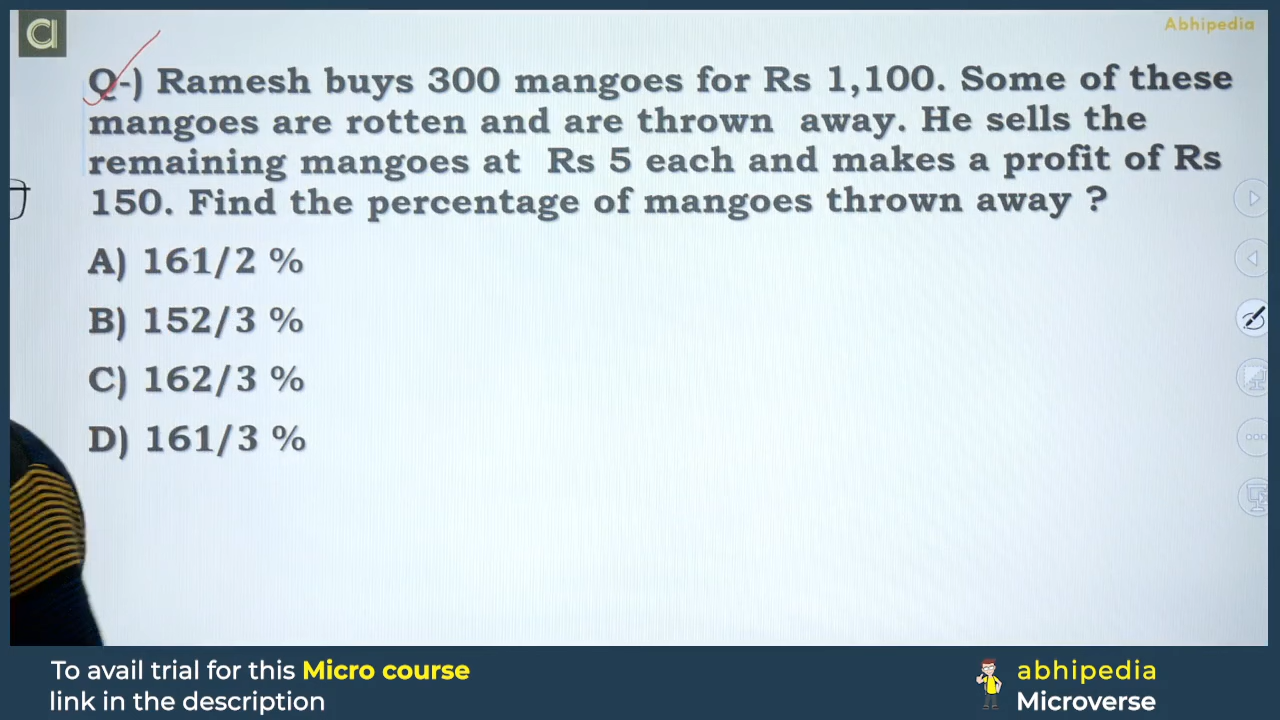 Abhipedia
Q-) Ramesh buys 300 mangoes for Rs 1,100. Some of these
mangoes are rotten and are thrown away. He sells the
remaining mangoes at Rs 5 each and makes a profit of Rs
150. Find the percentage of mangoes thrown away ?
A) 161/2 %
B) 152/3 %
C) 162/3 %
D) 161/3 %
To avail trial for this Micro course
link in the description
abhipedia
Microverse